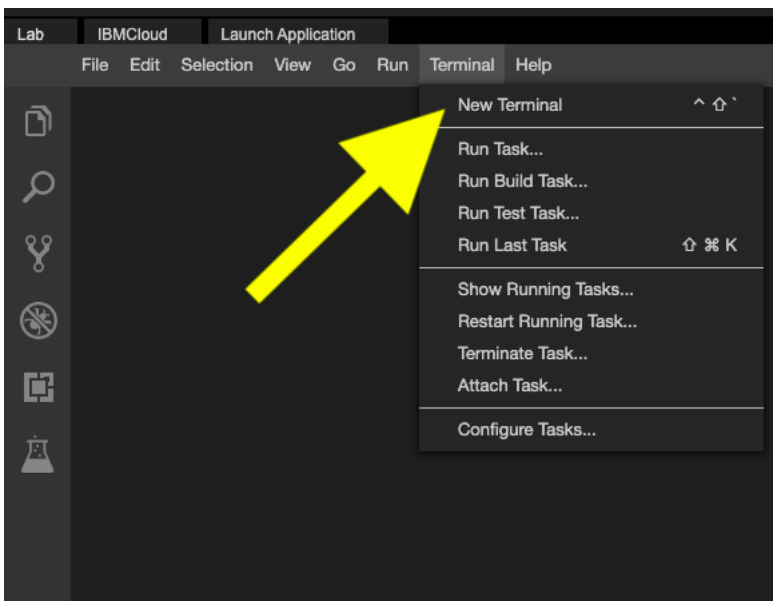 Lab IBMCloud Launch Application
File Edit Selection View Go Run Terminal Help
New Terminal ^ ⇧ `
Run Task...
Run Build Task...
Run Test Task...
Run Last Task ⇧ ⌘ K
Show Running Tasks...
Restart Running Task...
Terminate Task...
Attach Task...
Configure Tasks...